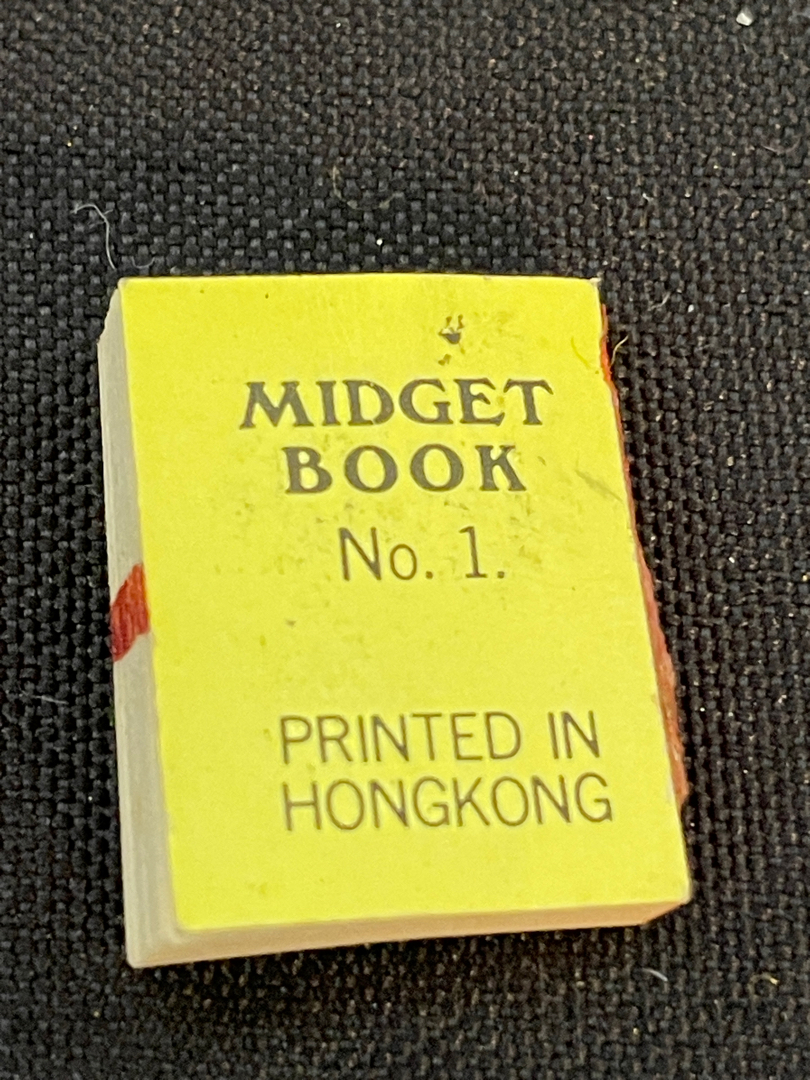 MIDGET
BOOK
No. 1.
PRINTED IN
HONGKONG